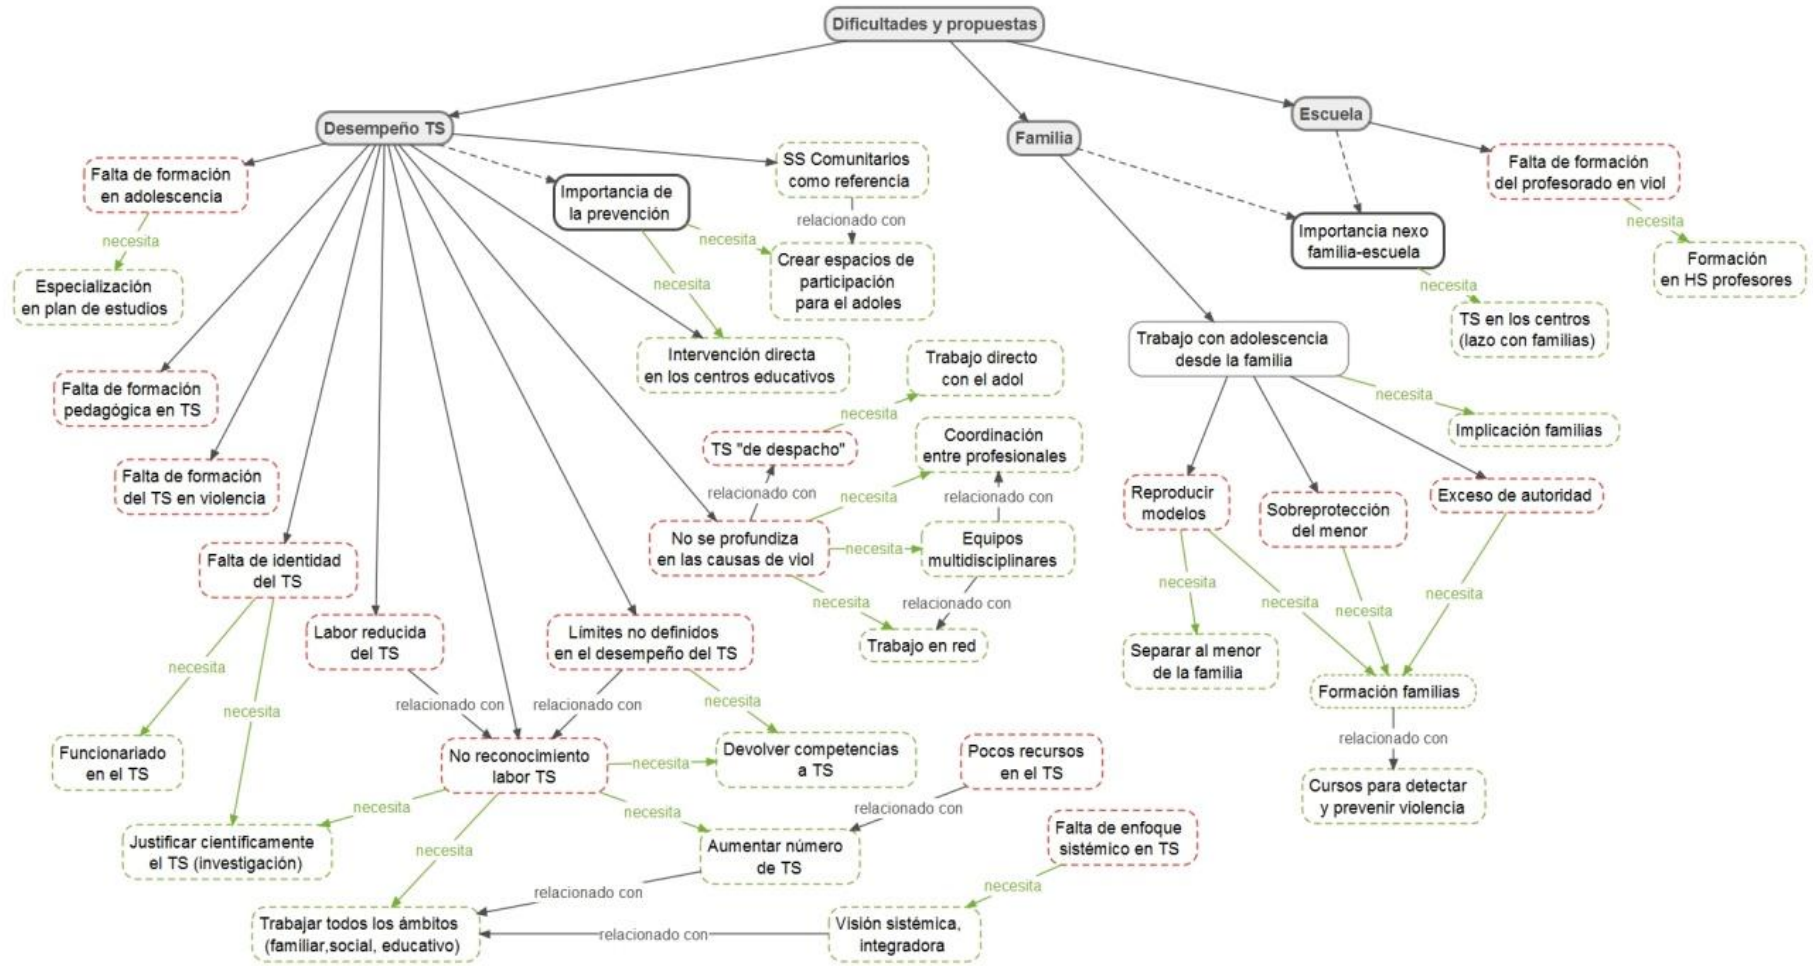 Dificultades y propuestas
Desempeño TS
Familia
Escuela
Falta de formación
en adolescencia
necesita
Especialización
en plan de estudios
Importancia de
la prevención
SS Comunitarios
como referencia
relacionado con
necesita
Crear espacios de
participación
para el adoles
necesita
Intervención directa
en los centros educativos
Falta de formación
del profesorado en viol
necesita
Formación
en HS profesores
Importancia nexo
familia-escuela
necesita
TS en los centros
(lazo con familias)
Trabajo con adolescencia
desde la familia
necesita
Implicación familias
Falta de formación
pedagógica en TS
Falta de formación
del TS en violencia
Trabajo directo
con el adol
necesita
TS "de despacho"
relacionado con
Coordinación
entre profesionales
necesita
relacionado con
No se profundiza
en las causas de viol
necesita
Equipos
multidisciplinares
necesita
relacionado con
Trabajo en red
Reproducir
modelos
Sobreprotección
del menor
Exceso de autoridad
necesita
necesita
necesita
necesita
Separar al menor
de la familia
Formación familias
relacionado con
Cursos para detectar
y prevenir violencia
Falta de identidad
del TS
necesita
necesita
Funcionariado
en el TS
Labor reducida
del TS
Límites no definidos
en el desempeño del TS
relacionado con
relacionado con
necesita
No reconocimiento
labor TS
necesita
Devolver competencias
a TS
Pocos recursos
en el TS
relacionado con
necesita
necesita
necesita
Justificar científicamente
el TS (investigación)
Aumentar número
de TS
Falta de enfoque
sistémico en TS
necesita
relacionado con
Trabajar todos los ámbitos
(familiar,social, educativo)
relacionado con
Visión sistémica,
integradora